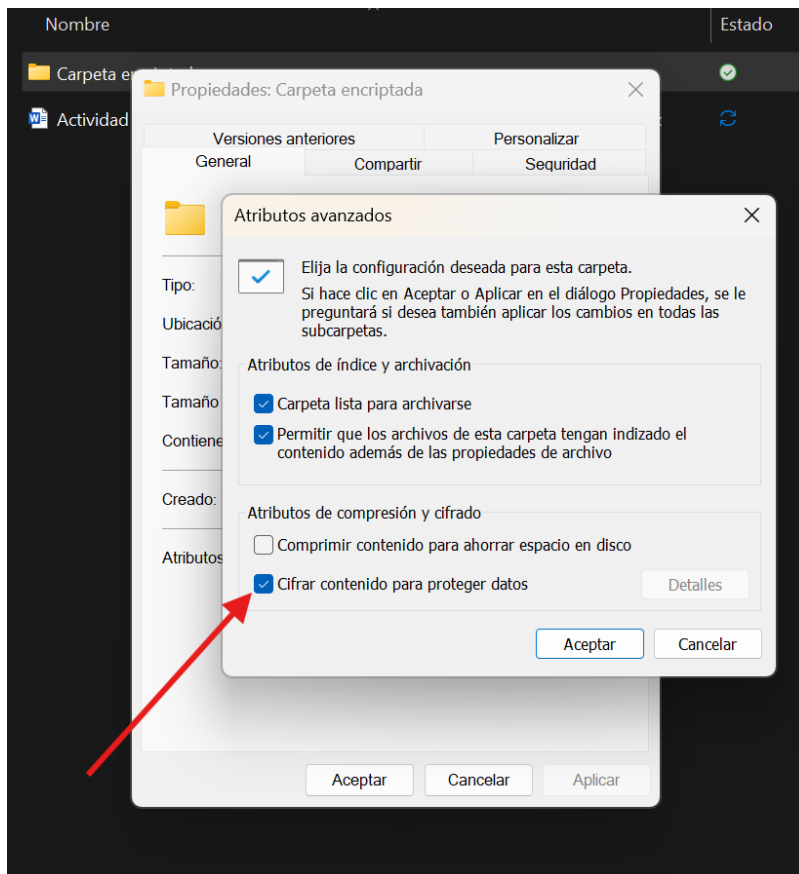 Nombre
Estado
Carpeta
Propiedades: Carpeta encriptada
Actividad
Versiones anteriores
Personalizar
General
Compartir
Seguridad
Atributos avanzados
Elija la configuración deseada para esta carpeta.
Si hace clic en Aceptar o Aplicar en el diálogo Propiedades, se le
preguntará si desea también aplicar los cambios en todas las
subcarpetas.
Tipo:
Ubicació
Tamaño:
Tamaño
Contiene
Creado:
Atributos
Atributos de índice y archivación
Carpeta lista para archivarse
Permitir que los archivos de esta carpeta tengan indizado el
contenido además de las propiedades de archivo
Atributos de compresión y cifrado
Comprimir contenido para ahorrar espacio en disco
Cifrar contenido para proteger datos
Detalles
Aceptar
Cancelar
Aceptar
Cancelar
Aplicar